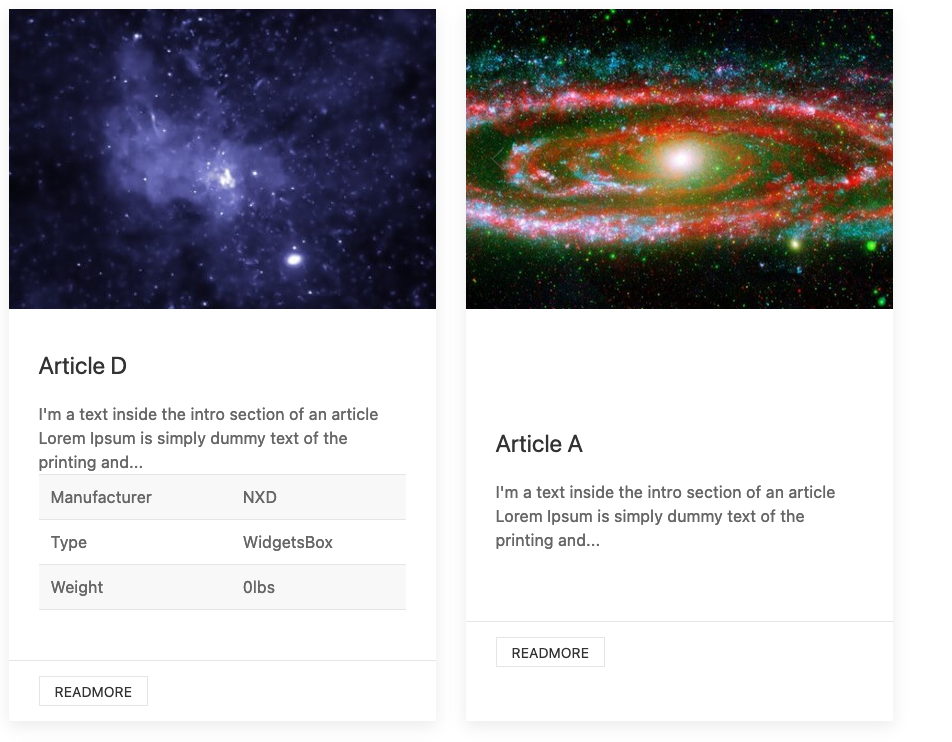 Article D
I'm a text inside the intro section of an article
Lorem Ipsum is simply dummy text of the
printing and...
Manufacturer NXD
Type WidgetsBox
Weight 0lbs
READMORE
Article A
I'm a text inside the intro section of an article
Lorem Ipsum is simply dummy text of the
printing and...
READMORE